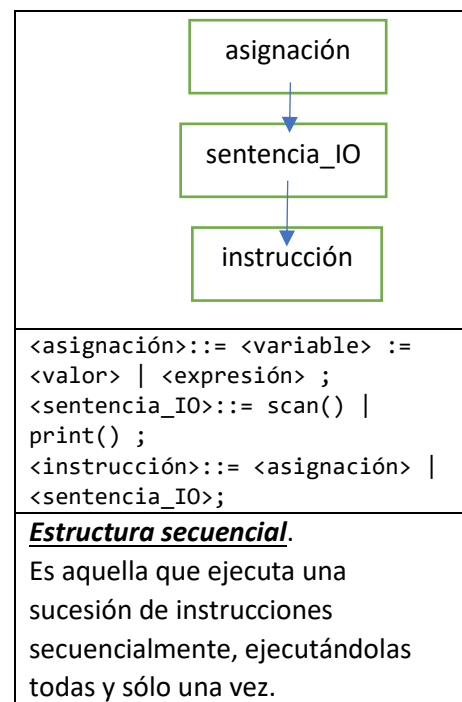 asignación
sentencia_IO
instrucción
<asignación>::= <variable> :=
<valor> | <expresión> ;
<sentencia_IO>::= scan() |
print() ;
<instrucción>::= <asignación> |
<sentencia_IO>;
Estructura secuencial.
Es aquella que ejecuta una
sucesión de instrucciones
secuencialmente, ejecutándolas
todas y sólo una vez.